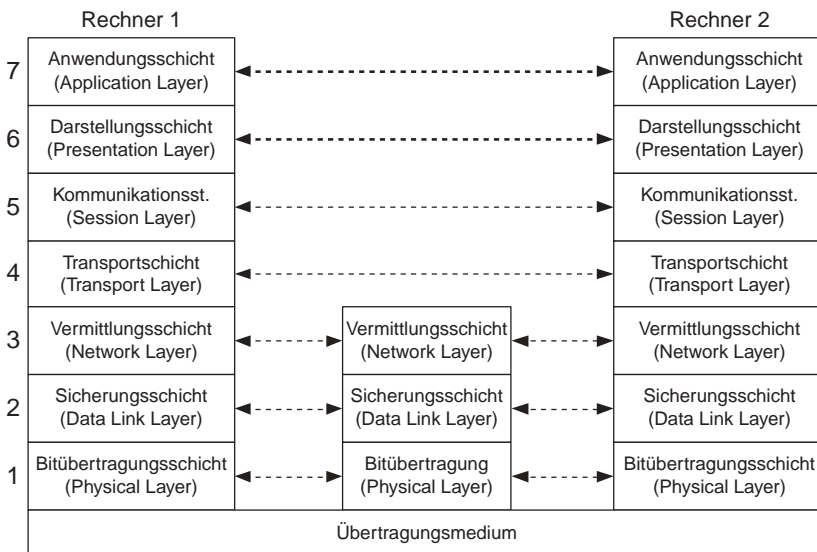 Rechner 1 Rechner 2
7 Anwendungsschicht Anwendungsschicht
(Application Layer) (Application Layer)
6 Darstellungsschicht Darstellungsschicht
(Presentation Layer) (Presentation Layer)
5 Kommunikationsst. Kommunikationsst.
(Session Layer) (Session Layer)
4 Transportschicht Transportschicht
(Transport Layer) (Transport Layer)
3 Vermittlungsschicht Vermittlungsschicht Vermittlungsschicht
(Network Layer) (Network Layer) (Network Layer)
2 Sicherungsschicht Sicherungsschicht Sicherungsschicht
(Data Link Layer) (Data Link Layer) (Data Link Layer)
1 Bitübertragungsschicht Bitübertragung Bitübertragungsschicht
(Physical Layer) (Physical Layer) (Physical Layer)
Übertragungsmedium